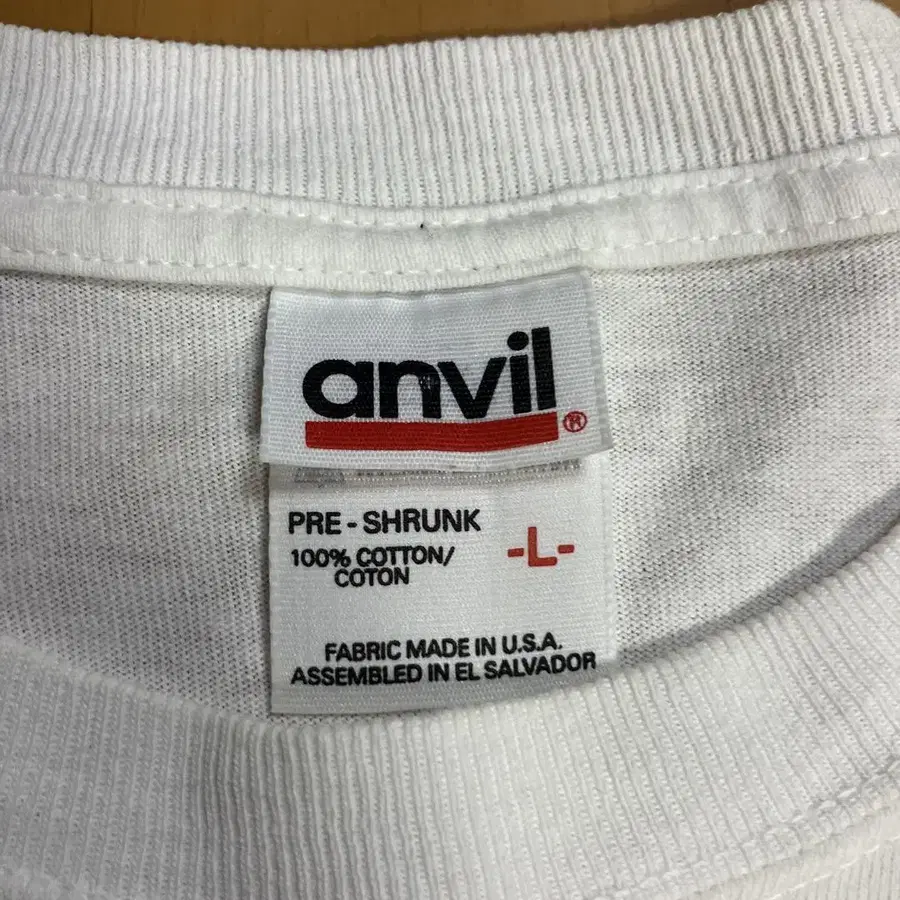 anvil®
PRE - SHRUNK
-L-
100% COTTON/
COTON
FABRIC MADE IN U.S.A.
ASSEMBLED IN EL SALVADOR